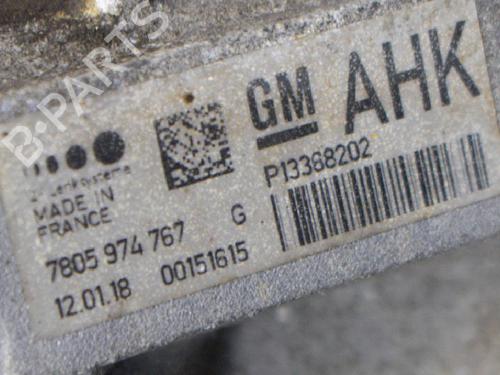 B-PARTS
GM AHK
P13368202
MADE IN
FRANCE
7805 974 767 G
12.01.18 00151615